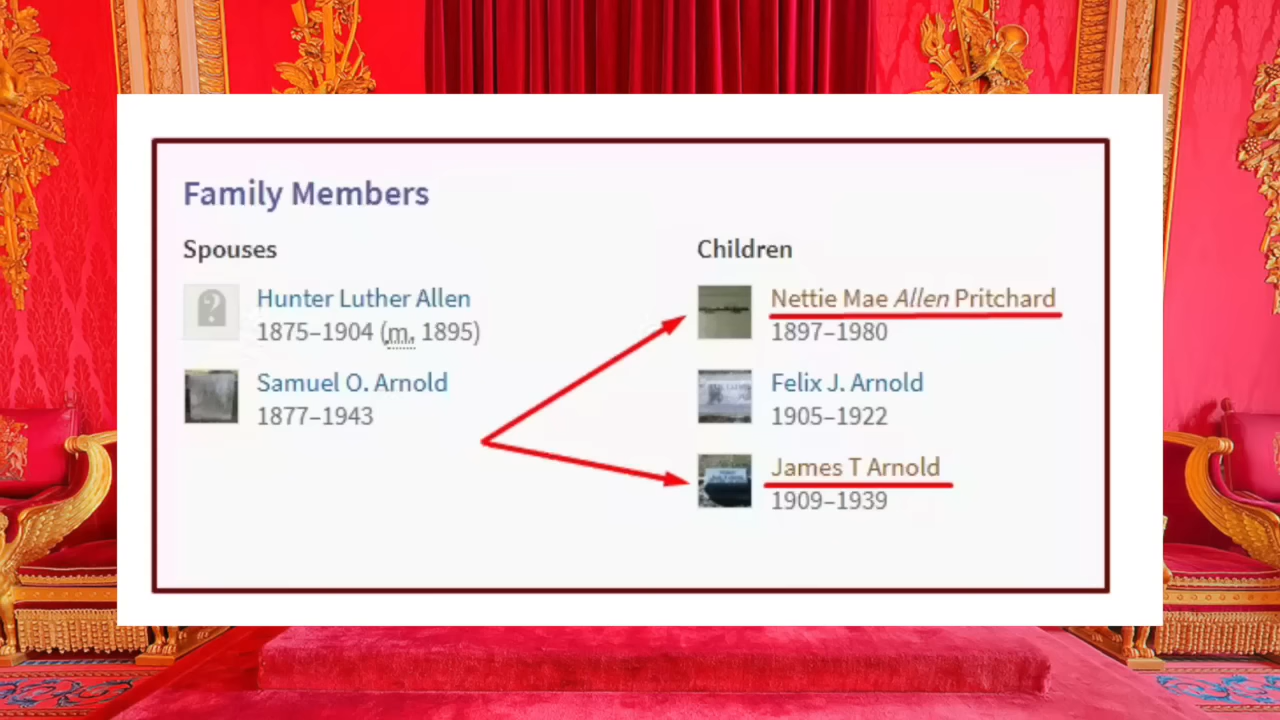 Family Members
Spouses
Hunter Luther Allen
1875–1904 (m. 1895)
Samuel O. Arnold
1877–1943
Children
Nettie Mae Allen Pritchard
1897–1980
Felix J. Arnold
1905–1922
James T Arnold
1909–1939